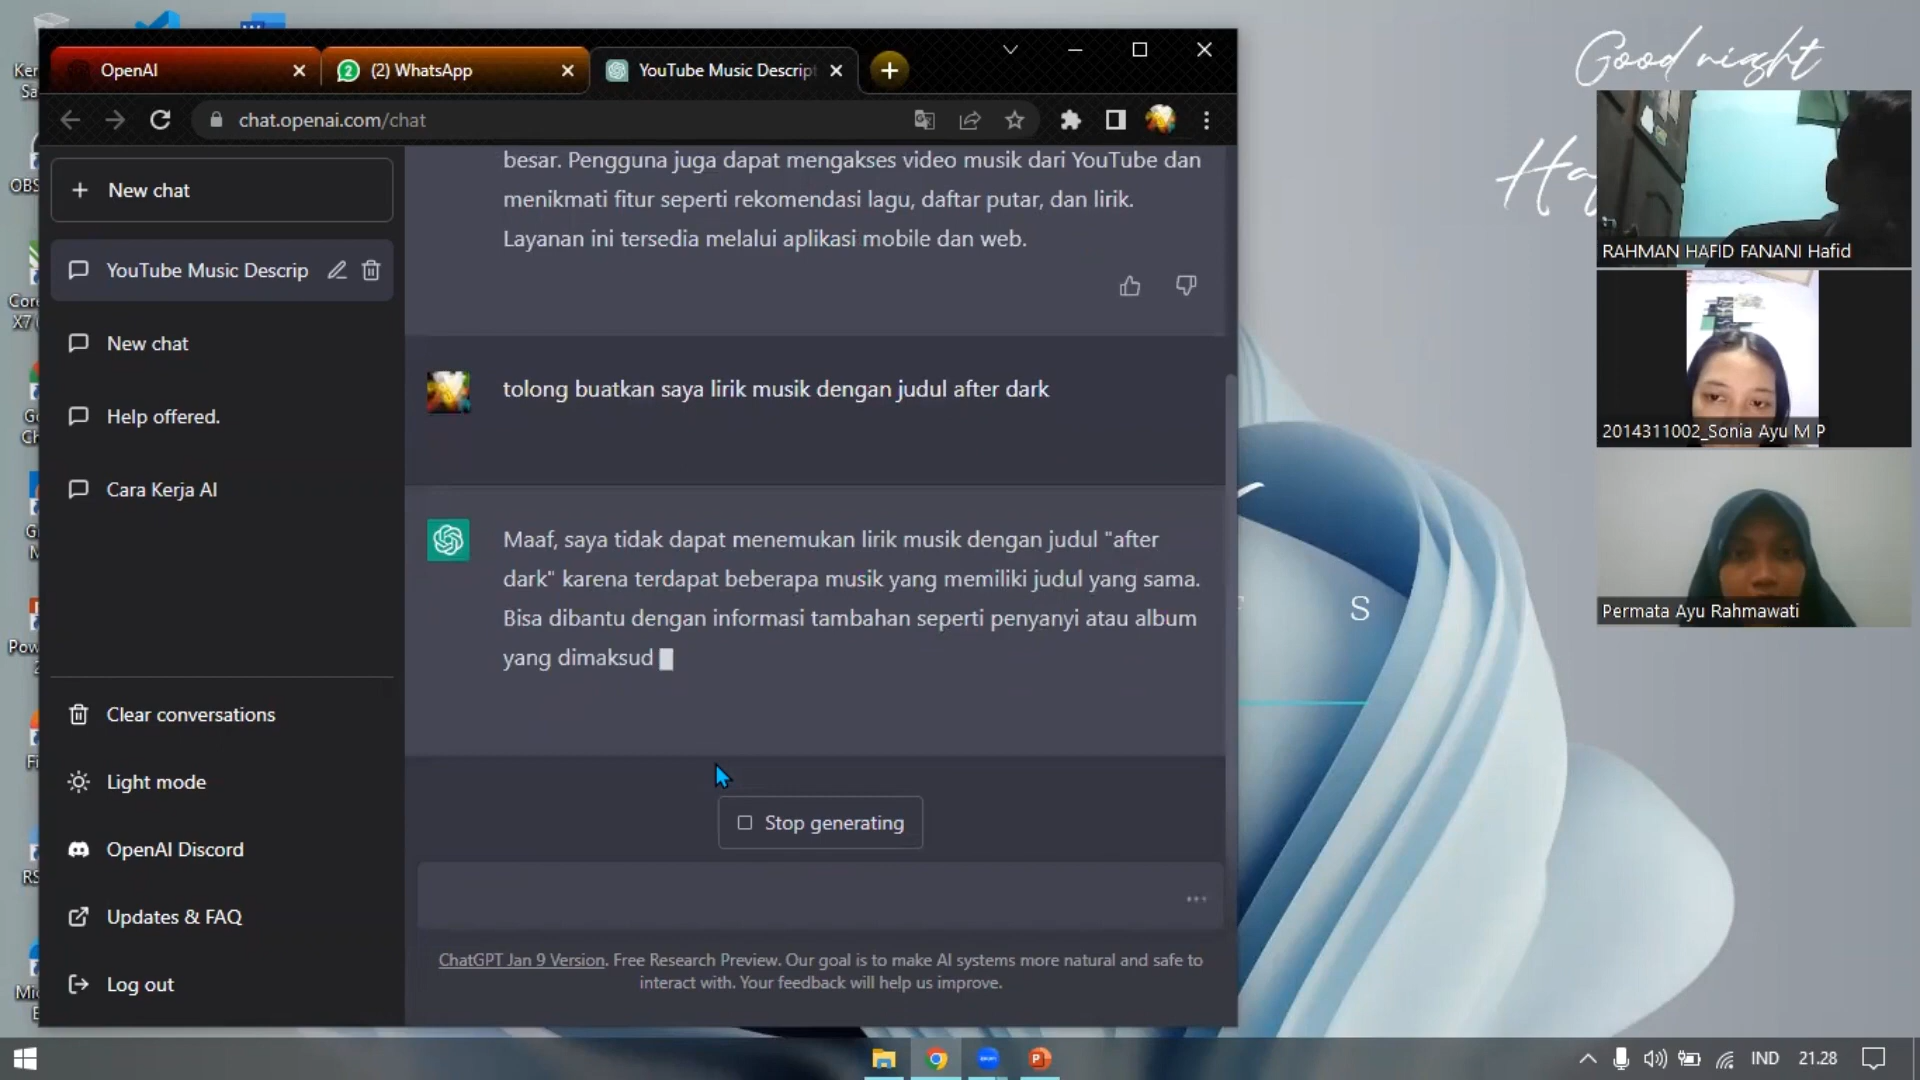 OpenAI
(2) WhatsApp
YouTube Music Descript
chat.openai.com/chat
New chat
YouTube Music Descrip
New chat
Help offered.
Cara Kerja AI
Clear conversations
Light mode
OpenAI Discord
Updates & FAQ
Log out
besar. Pengguna juga dapat mengakses video musik dari YouTube dan
menikmati fitur seperti rekomendasi lagu, daftar putar, dan lirik.
Layanan ini tersedia melalui aplikasi mobile dan web.
tolong buatkan saya lirik musik dengan judul after dark
Maaf, saya tidak dapat menemukan lirik musik dengan judul "after
dark" karena terdapat beberapa musik yang memiliki judul yang sama.
Bisa dibantu dengan informasi tambahan seperti penyanyi atau album
yang dimaksud
Stop generating
ChatGPT Jan 9 Version. Free Research Preview. Our goal is to make AI systems more natural and safe to
interact with. Your feedback will help us improve.
Good night
S
RAHMAN HAFID FANANI Hafid
2014311002_Sonia Ayu M P
Permata Ayu Rahmawati
IND
21.28